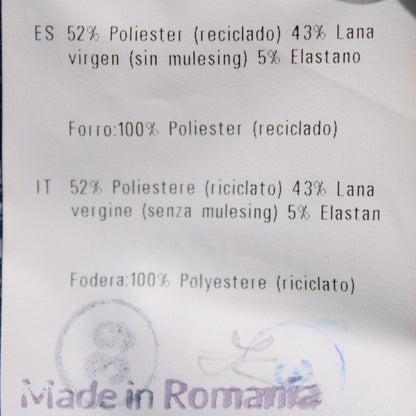 ES 52% Poliester (reciclado) 43% Lana
virgen (sin mulesing) 5% Elastano
Forro:100% Poliester (reciclado)
IT 52% Poliestere (riciclato) 43% Lana
vergine (senza mulesing) 5% Elastan
Fodera:100% Polyestere (riciclato)
Made in Romania